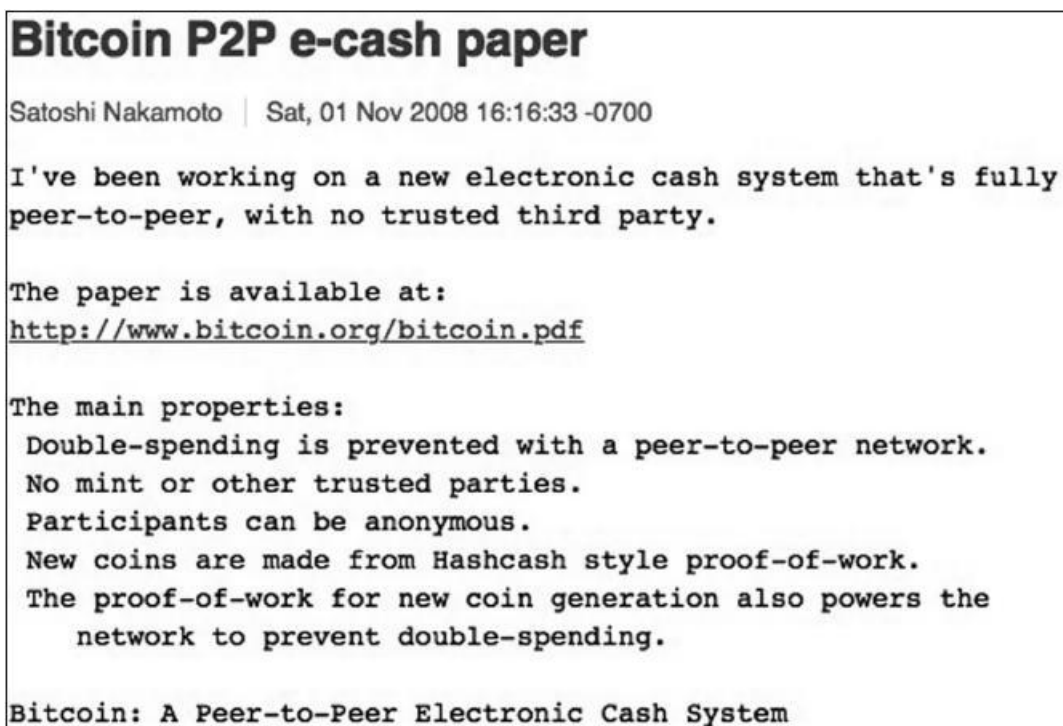 Bitcoin P2P e-cash paper
Satoshi Nakamoto | Sat, 01 Nov 2008 16:16:33 -0700
I've been working on a new electronic cash system that's fully
peer-to-peer, with no trusted third party.
The paper is available at:
http://www.bitcoin.org/bitcoin.pdf
The main properties:
Double-spending is prevented with a peer-to-peer network.
No mint or other trusted parties.
Participants can be anonymous.
New coins are made from Hashcash style proof-of-work.
The proof-of-work for new coin generation also powers the
network to prevent double-spending.
Bitcoin: A Peer-to-Peer Electronic Cash System